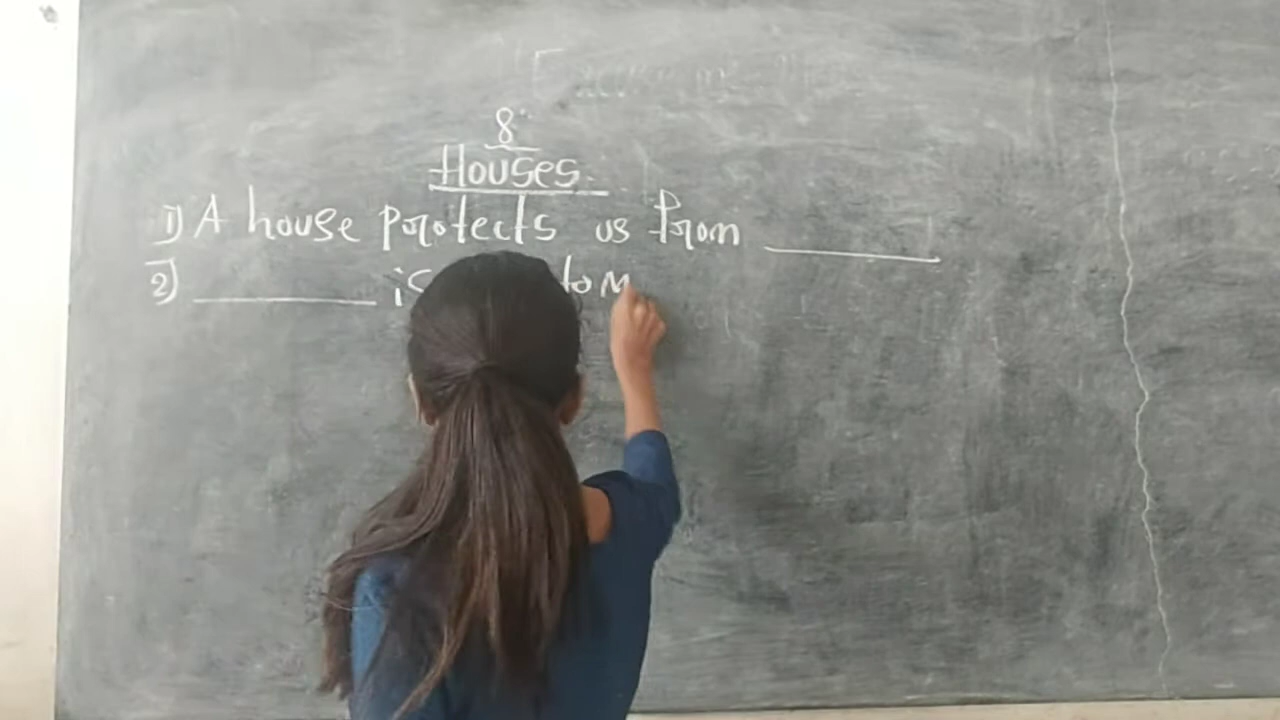 8.
Houses
1) A house protects us from ________
2) ________ is